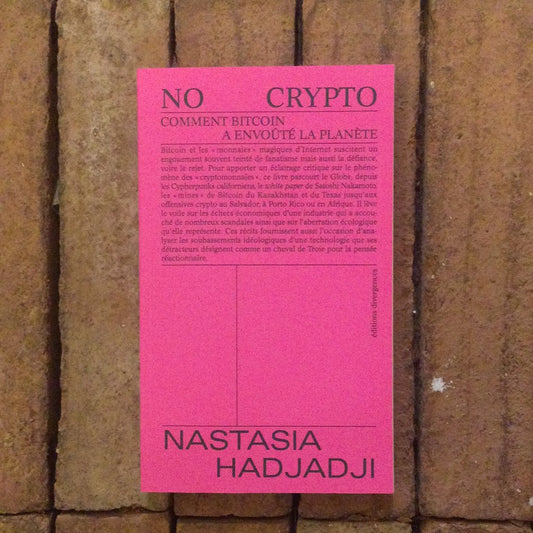 NO CRYPTO
COMMENT BITCOIN
A ENVOÛTÉ LA PLANÈTE
Bitcoin et les « monnaies » magiques d'Internet suscitent un
engouement souvent teinté de fanatisme mais aussi la défiance,
voire le rejet. Pour apporter un éclairage critique sur le phéno-
mène des « cryptomonnaies », ce livre parcourt le Globe, depuis
les Cypherpunks californiens, le white paper de Satoshi Nakamoto,
les « mines » de Bitcoin du Kazakhstan et du Texas jusqu'aux
offensives crypto au Salvador, à Porto Rico ou en Afrique. Il lève
le voile sur les échecs économiques d'une industrie qui a accou-
ché de nombreux scandales ainsi que sur l'aberration écologique
qu'elle représente. Ces récits fournissent aussi l'occasion d'ana-
lyser les soubassements idéologiques d'une technologie que ses
détracteurs désignent comme un cheval de Troie pour la pensée
réactionnaire.
éditions divergences
NASTASIA
HADJADJI